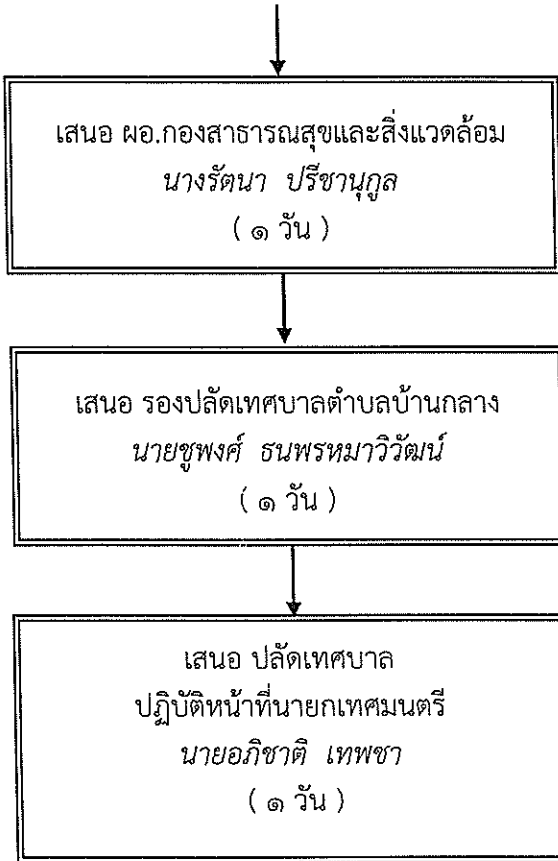 เสนอ ผอ.กองสาธารณสุขและสิ่งแวดล้อม
นางรัตนา ปรีชานุกูล
( ๑ วัน )
เสนอ รองปลัดเทศบาลตำบลบ้านกลาง
นายชูพงศ์ ธนพรหมาวิวัฒน์
( ๑ วัน )
เสนอ ปลัดเทศบาล
ปฏิบัติหน้าที่นายกเทศมนตรี
นายอภิชาติ เทพชา
( ๑ วัน )